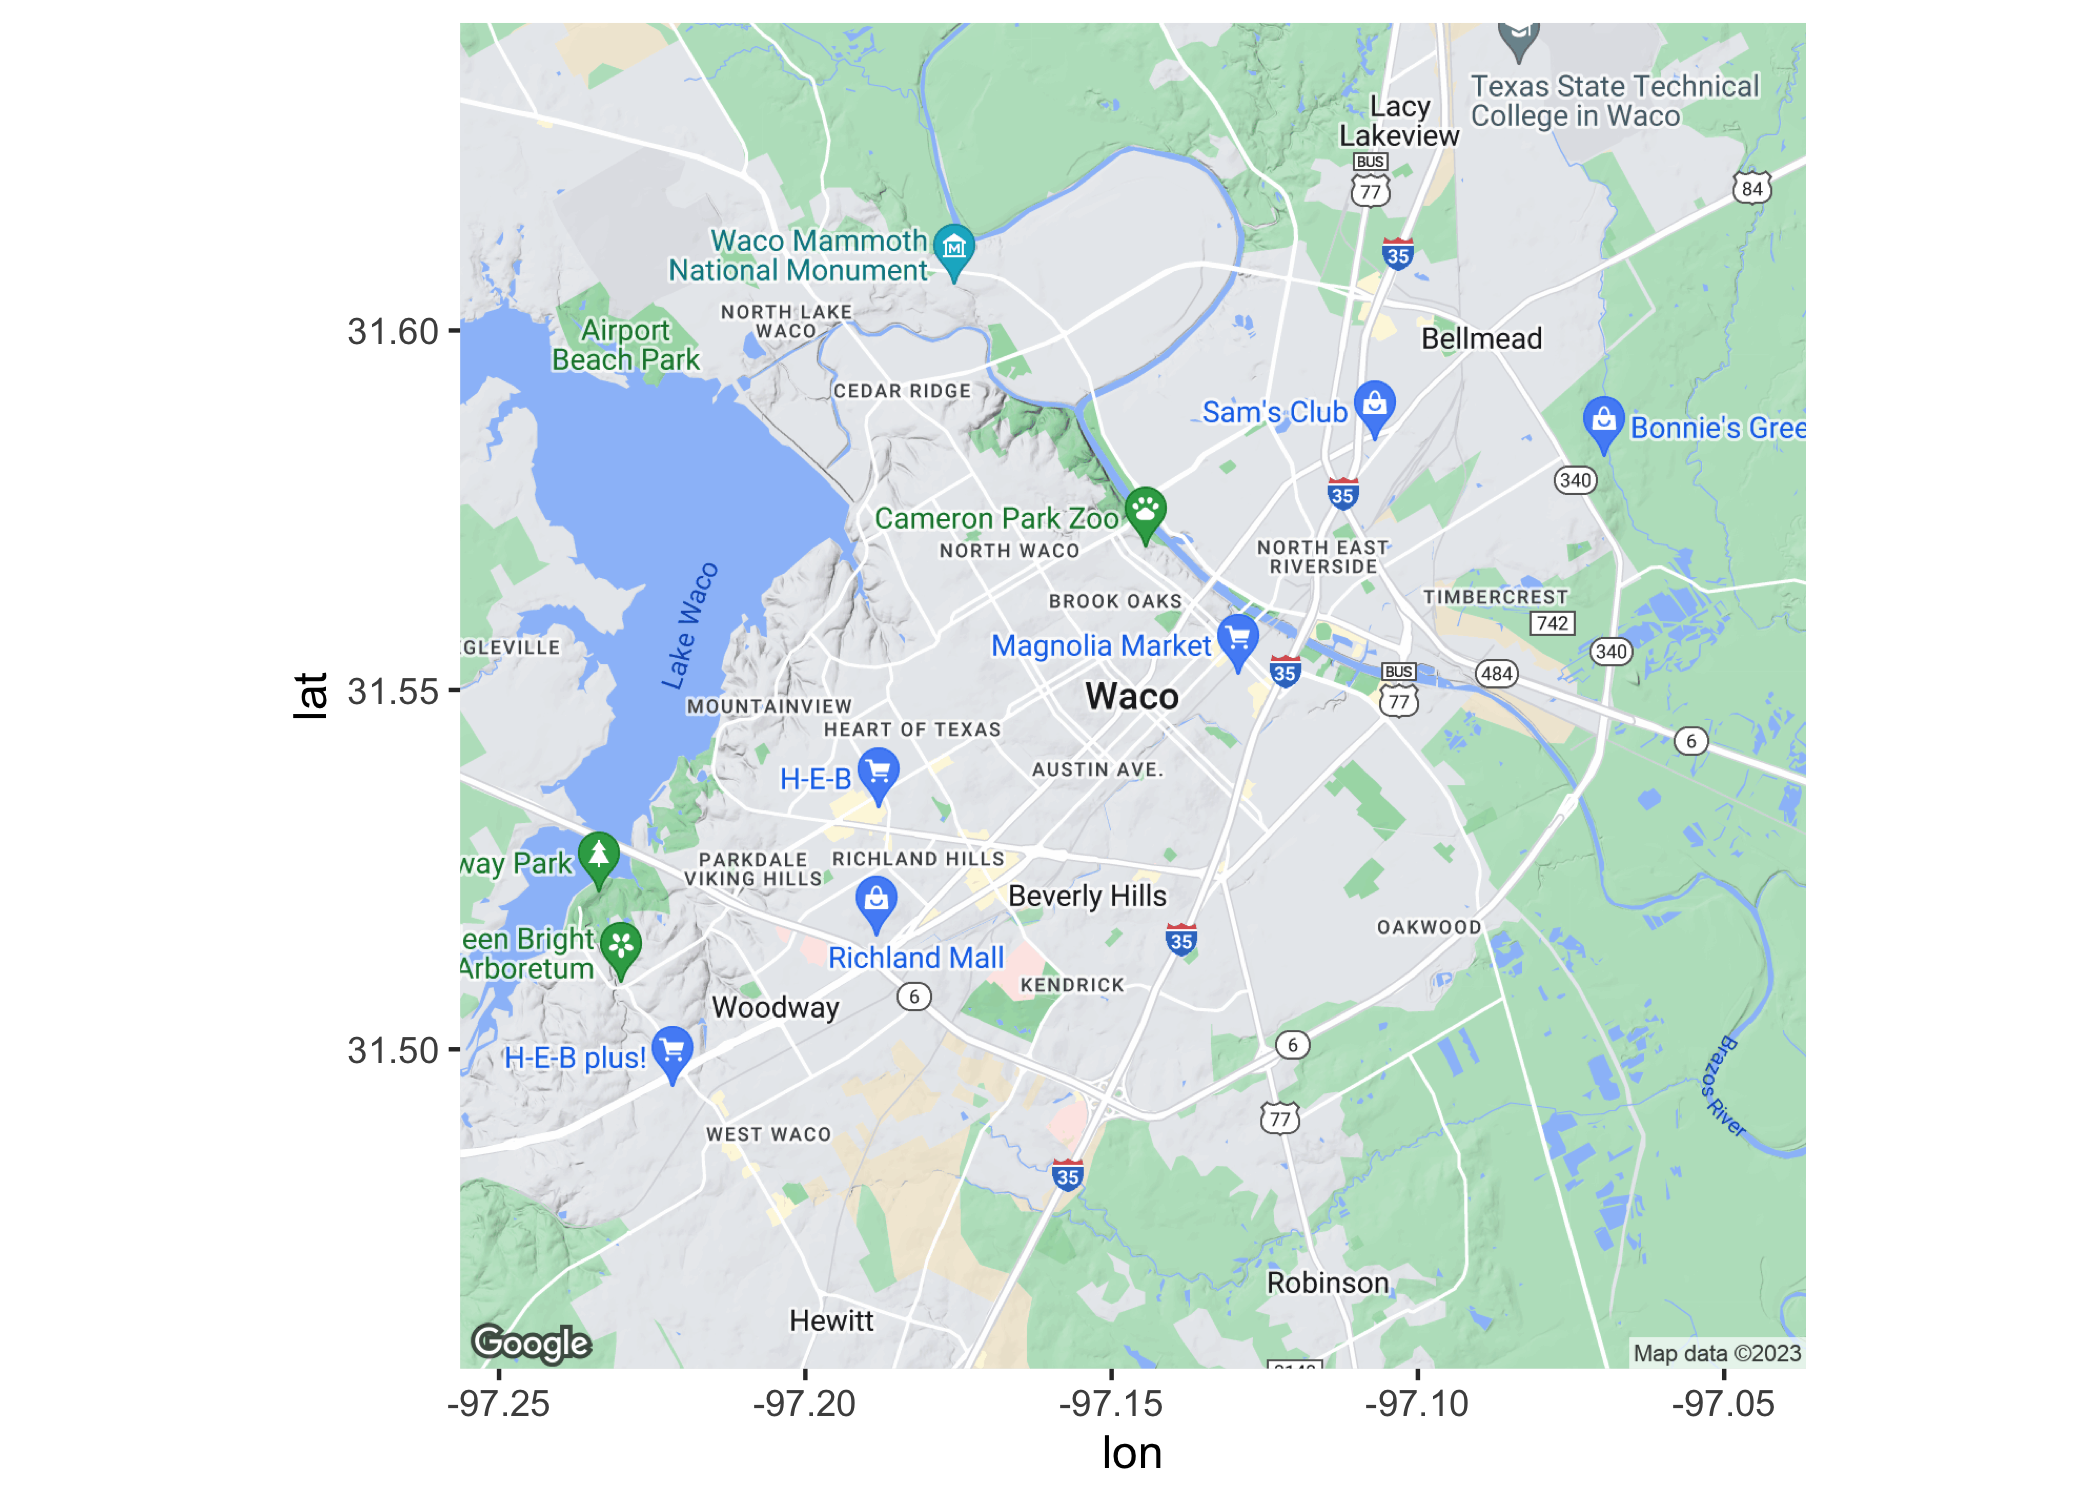 Texas State Technical
College in Waco
Lacy
Lakeview
BUS
77
84
35
Waco Mammoth
National Monument
NORTH LAKE
WACO
31.60
Airport
Beach Park
Bellmead
CEDAR RIDGE
Sam's Club
Bonnie's Gree
340
35
Cameron Park Zoo
NORTH WACO
NORTH EAST
RIVERSIDE
BROOK OAKS
TIMBERCREST
742
Lake Waco
GLEVILLE
Magnolia Market
340
35
BUS
77
484
lat
31.55
Waco
MOUNTAINVIEW
HEART OF TEXAS
6
H-E-B
AUSTIN AVE.
way Park
PARKDALE
VIKING HILLS
RICHLAND HILLS
Beverly Hills
OAKWOOD
35
een Bright
Arboretum
Richland Mall
KENDRICK
6
Woodway
31.50
H-E-B plus!
6
Brazos River
77
WEST WACO
35
Robinson
Hewitt
Google
Map data ©2023
-97.25
-97.20
-97.15
-97.10
-97.05
lon